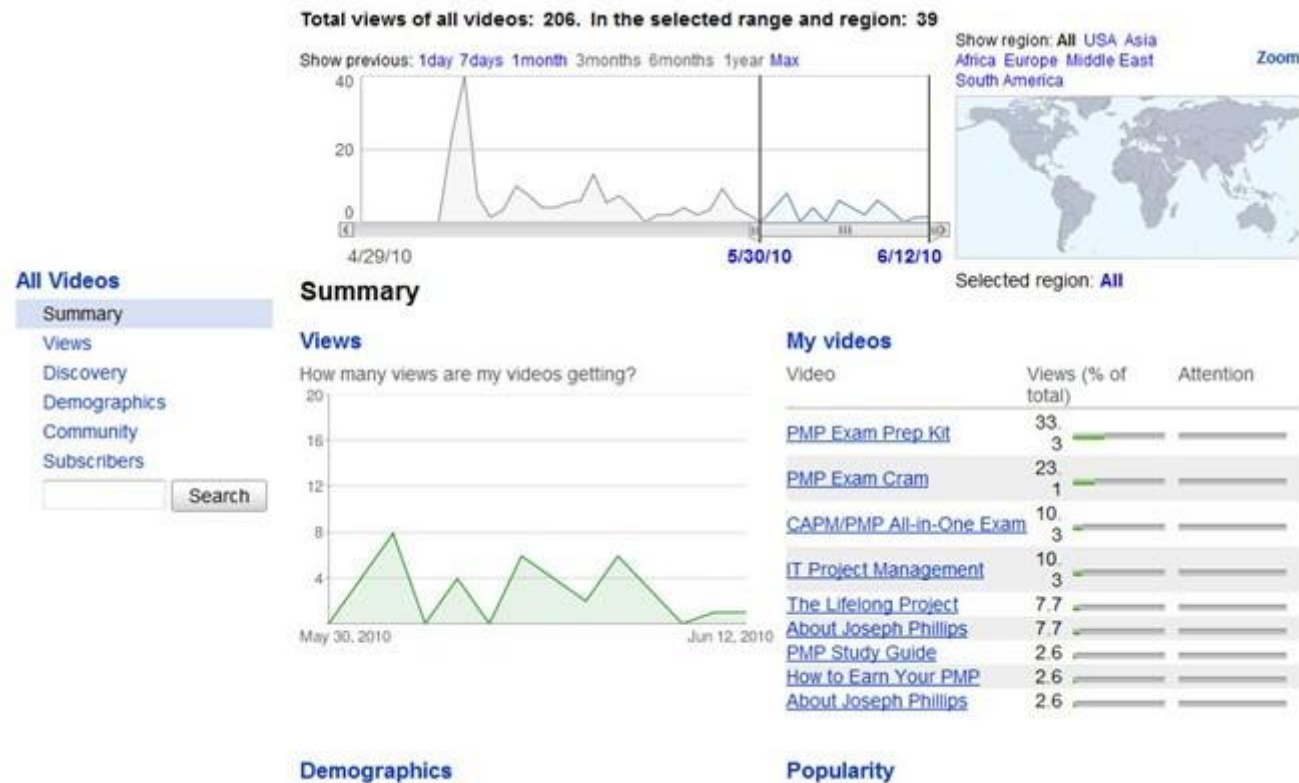 Total views of all videos: 206. In the selected range and region: 39
Show previous: 1day 7days 1month 3months 6months 1year Max
40
20
0
4/29/10
5/30/10
6/12/10
Show region: All USA Asia
Africa Europe Middle East
South America
Zoom
Selected region: All
All Videos
Summary
Views
Discovery
Demographics
Community
Subscribers
Search
Summary
Views
How many views are my videos getting?
20
16
12
8
4
May 30, 2010
Jun 12, 2010
My videos
Video
Views (% of
total)
Attention
PMP Exam Prep Kit
33.
3
PMP Exam Cram
23.
1
CAPM/PMP All-in-One Exam
10.
3
IT Project Management
10.
3
The Lifelong Project 7.7
About Joseph Phillips 7.7
PMP Study Guide 2.6
How to Earn Your PMP 2.6
About Joseph Phillips 2.6
Demographics
Popularity